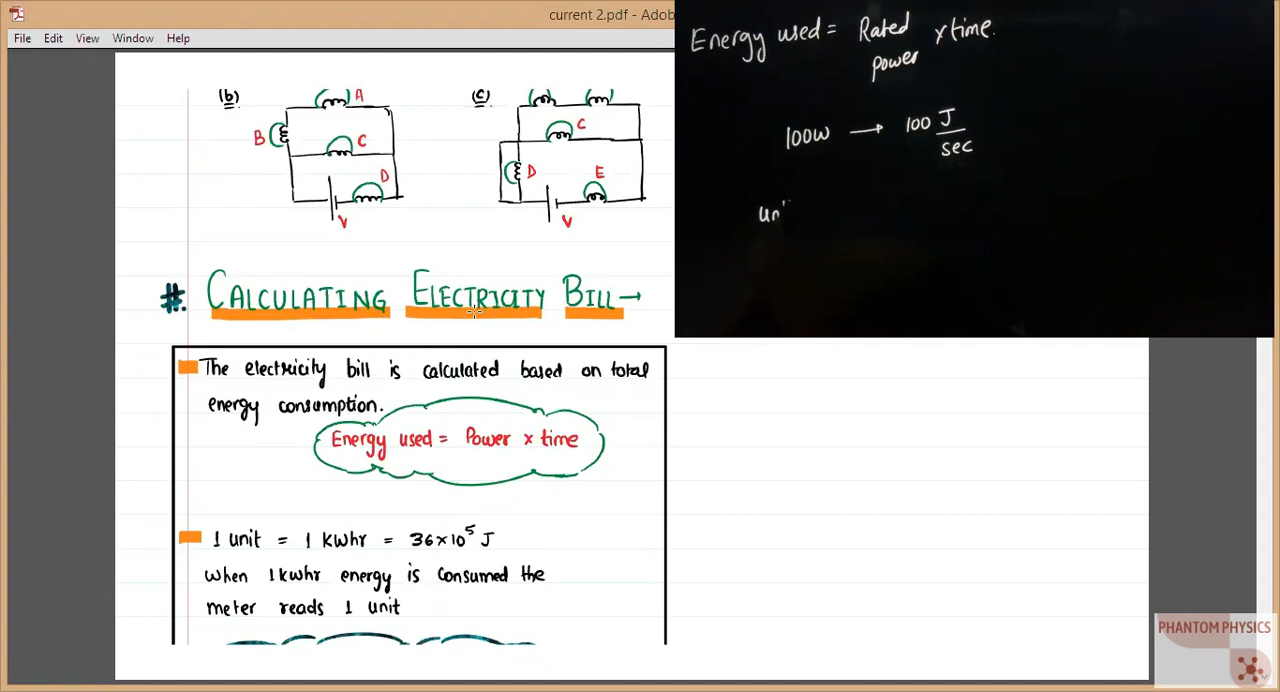 current 2.pdf - Adob
File Edit View Window Help
Energy used = Rated power x time.
100W → 100 J/sec
uni
(b) A B C D V
(c) C D E V
#. CALCULATING ELECTRICITY BILL→
The electricity bill is calculated based on total
energy consumption.
Energy used = Power x time
1 unit = 1 kwhr = 36×10⁵ J
when 1kwhr energy is consumed the
meter reads 1 unit
PHANTOM PHYSICS